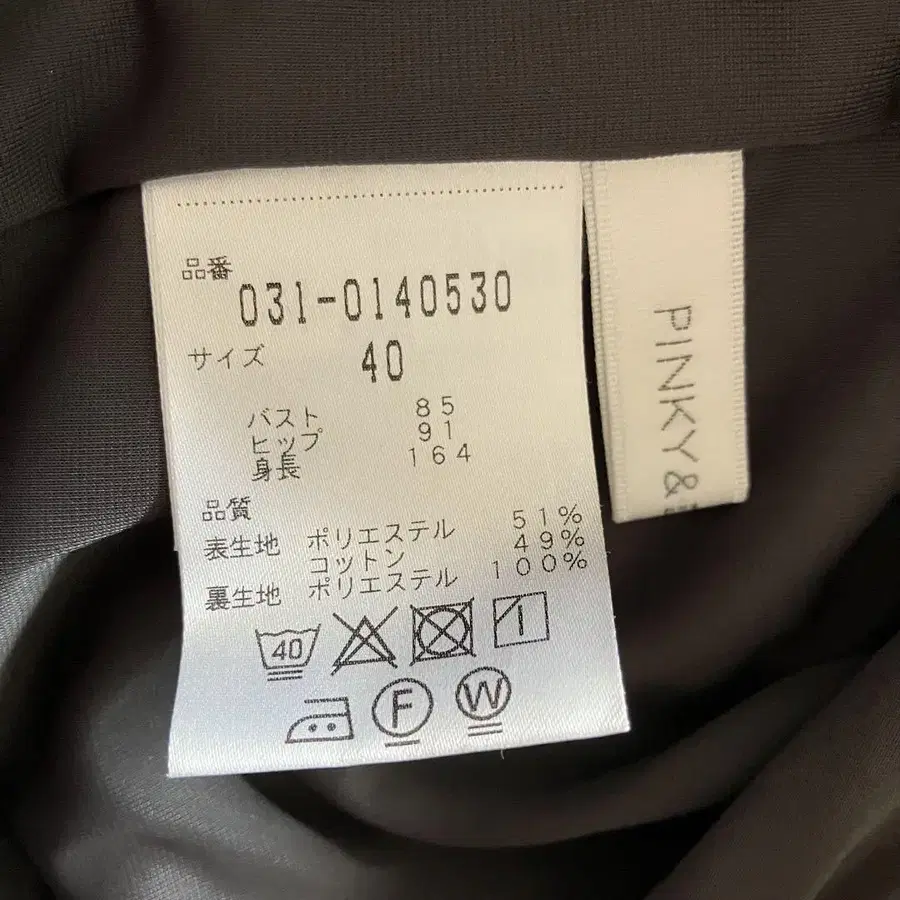 品番
031-0140530
サイズ 40
バスト 85
ヒップ 91
身長 164
品質
表生地 ポリエステル 51%
コットン 49%
裏生地 ポリエステル 100%
40
F W
PINKY&